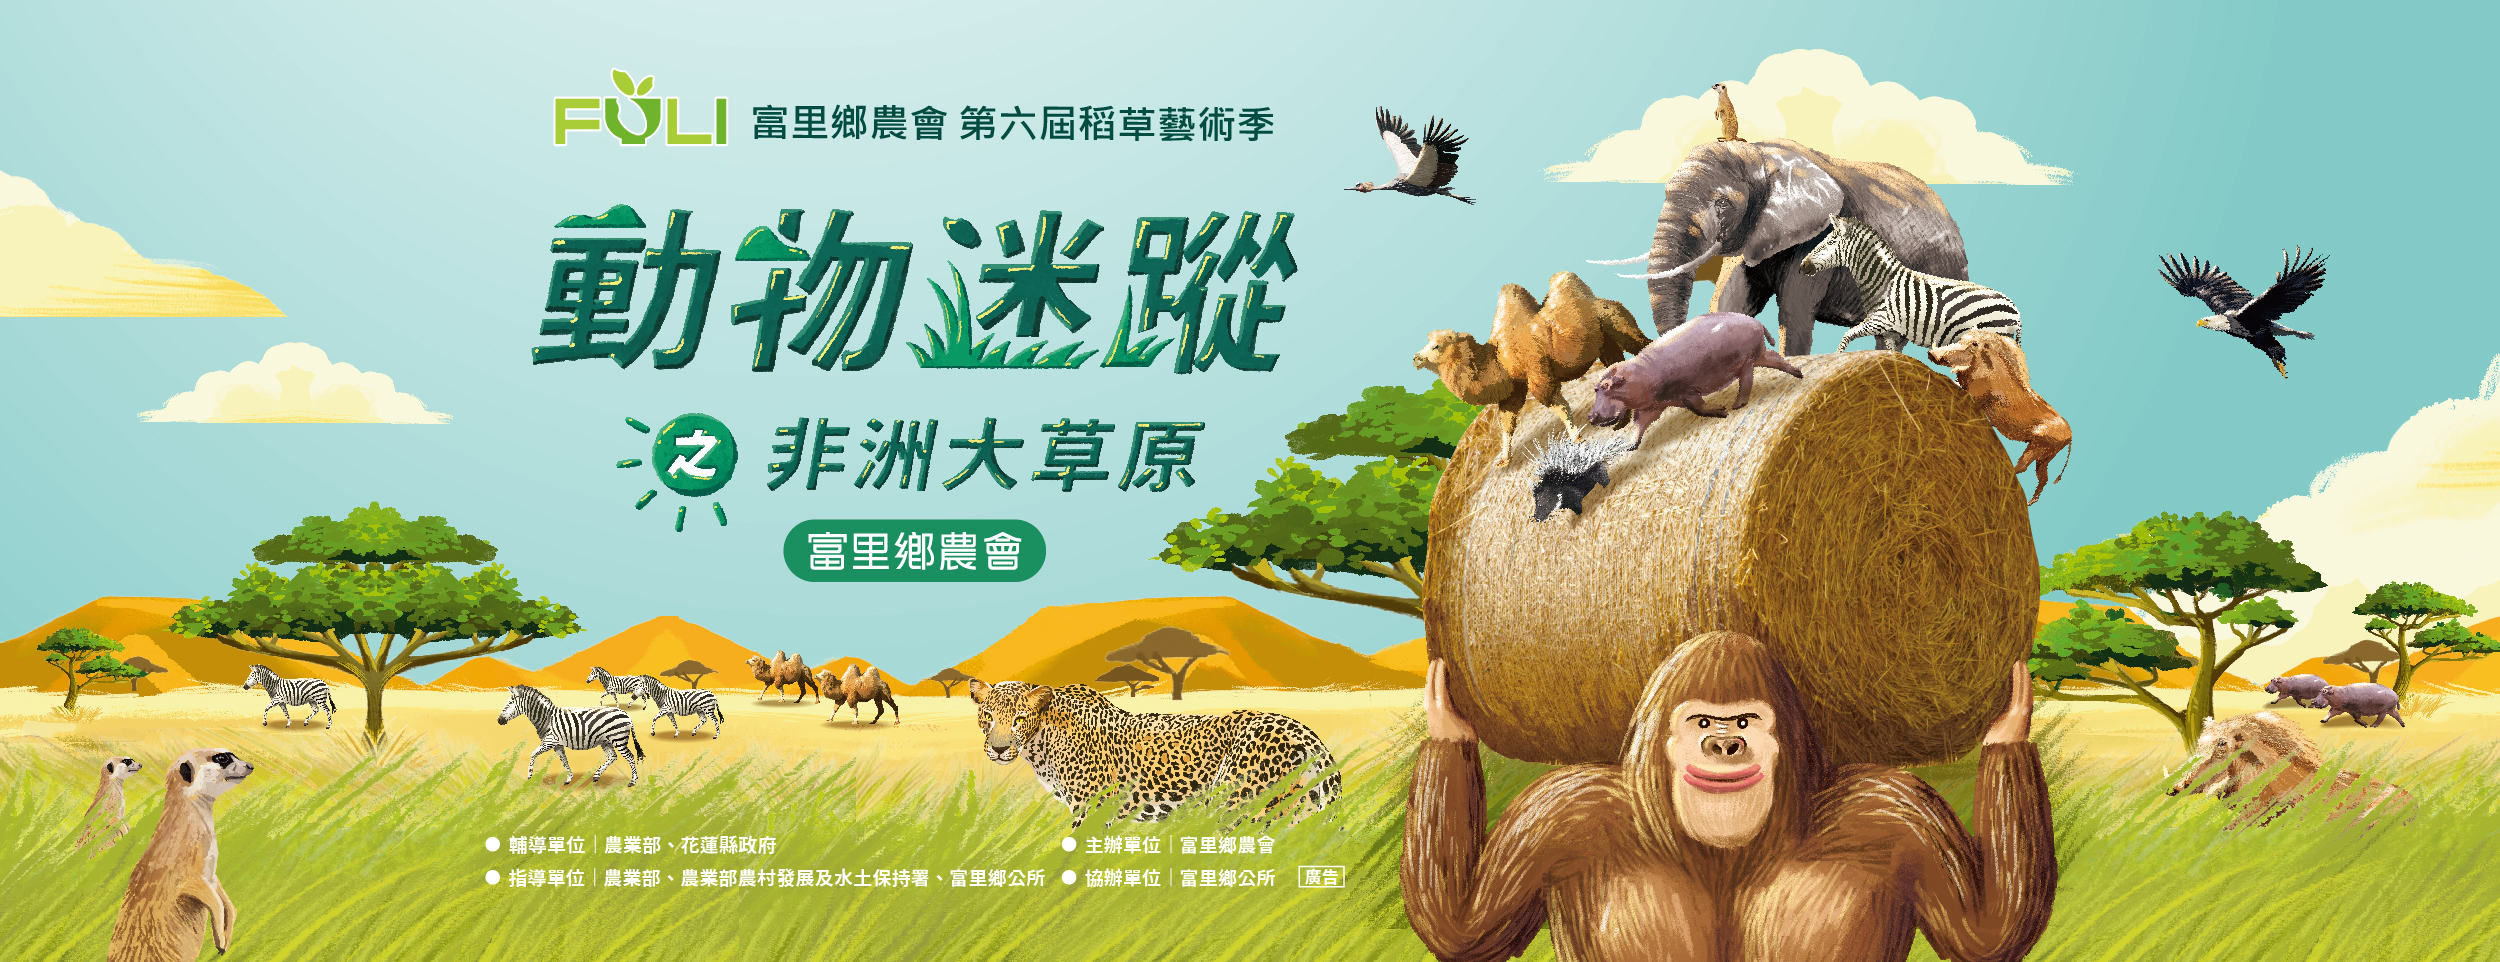 FULI 富里鄉農會 第六屆稻草藝術季
動物迷蹤
之 非洲大草原
富里鄉農會
● 輔導單位｜農業部、花蓮縣政府
● 指導單位｜農業部、農業部農村發展及水土保持署、富里鄉公所
● 主辦單位｜富里鄉農會
● 協辦單位｜富里鄉公所
廣告